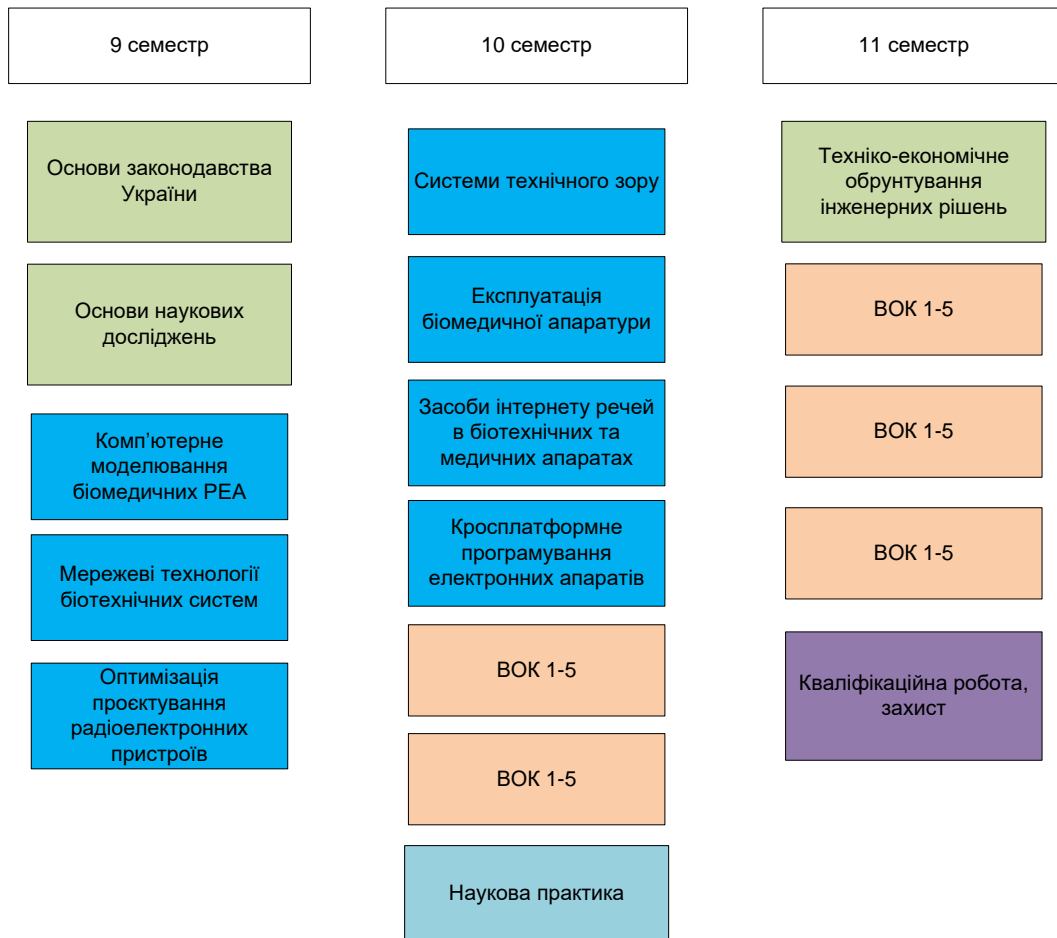 9 семестр
10 семестр
11 семестр
Основи законодавства
України
Основи наукових
досліджень
Комп’ютерне
моделювання
біомедичних РЕА
Мережеві технології
біотехнічних систем
Оптимізація
проєктування
радіоелектронних
пристроїв
Системи технічного зору
Експлуатація
біомедичної апаратури
Засоби інтернету речей
в біотехнічних та
медичних апаратах
Кросплатформне
програмування
електронних апаратів
ВОК 1-5
ВОК 1-5
Наукова практика
Техніко-економічне
обрунтування
інженерних рішень
ВОК 1-5
ВОК 1-5
ВОК 1-5
Кваліфікаційна робота,
захист